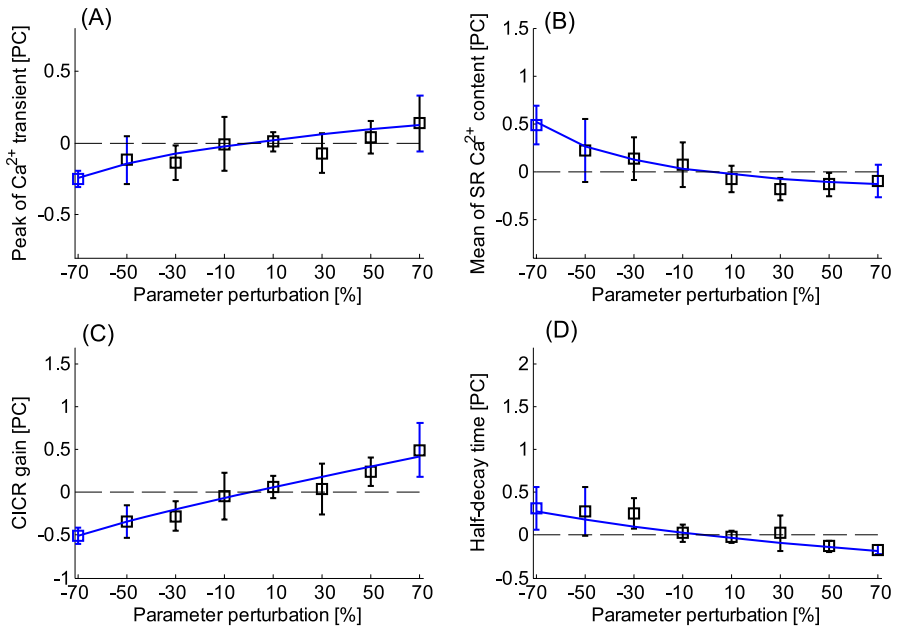 (A)
Peak of Ca2+ transient [PC]
0.5
0
-0.5
-70 -50 -30 -10 10 30 50 70
Parameter perturbation [%]
(B)
Mean of SR Ca2+ content [PC]
1.5
1
0.5
0
-0.5
-70 -50 -30 -10 10 30 50 70
Parameter perturbation [%]
(C)
CICR gain [PC]
1.5
1
0.5
0
-0.5
-1
-70 -50 -30 -10 10 30 50 70
Parameter perturbation [%]
(D)
Half-decay time [PC]
2
1.5
1
0.5
0
-0.5
-70 -50 -30 -10 10 30 50 70
Parameter perturbation [%]